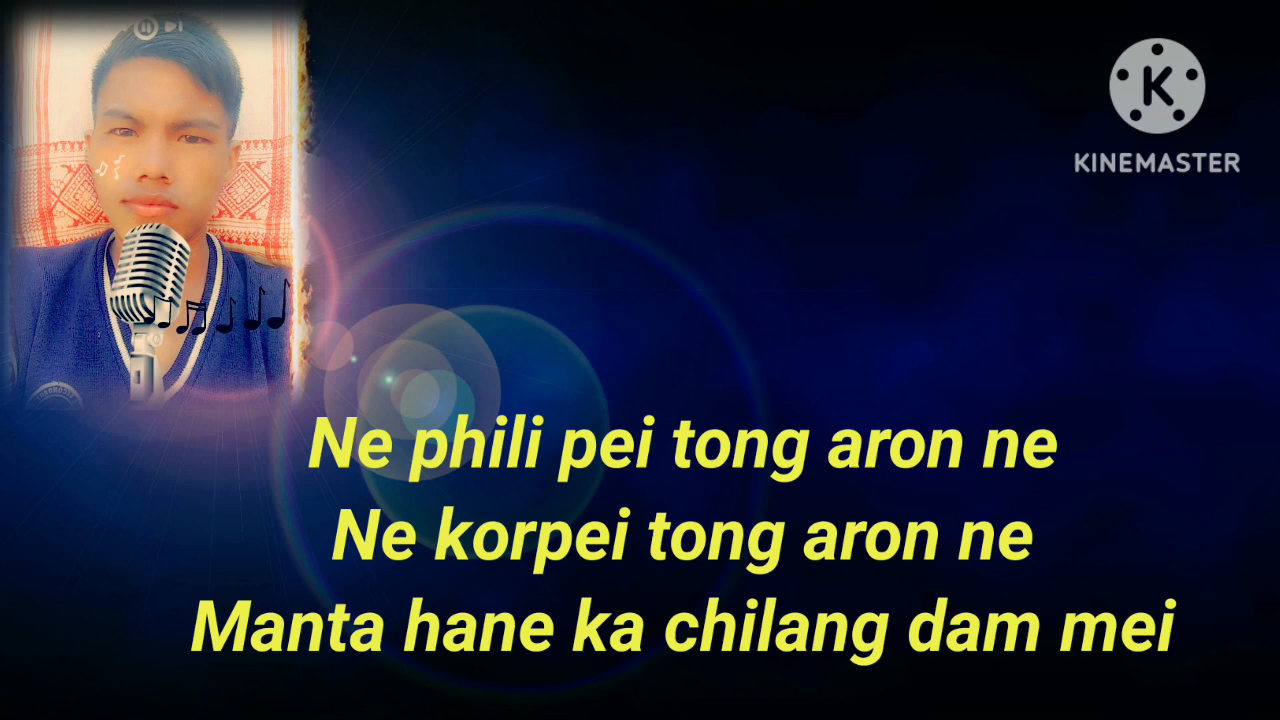 KINEMASTER
Ne phili pei tong aron ne
Ne korpei tong aron ne
Manta hane ka chilang dam mei